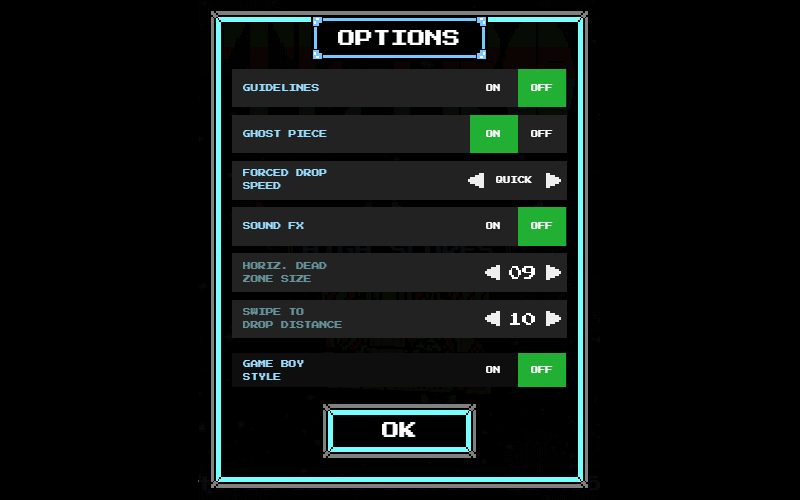 OPTIONS
GUIDELINES ON OFF
GHOST PIECE ON OFF
FORCED DROP
SPEED
QUICK
SOUND FX ON OFF
HORIZ. DEAD
ZONE SIZE
09
SWIPE TO
DROP DISTANCE
10
GAME BOY
STYLE
ON OFF
OK